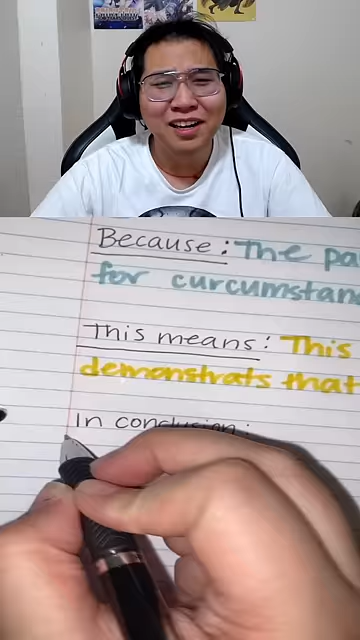 Because: The pa
for curcumstan
This means: This
demonstrats that
In conclusion: